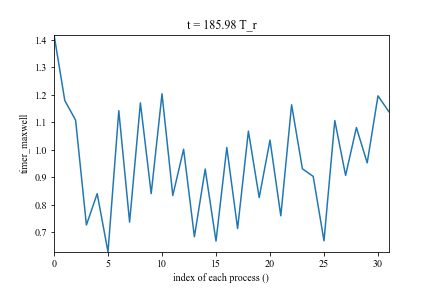 t = 185.98 T_r
timer_maxwell
1.4
1.3
1.2
1.1
1.0
0.9
0.8
0.7
0 5 10 15 20 25 30
index of each process ()